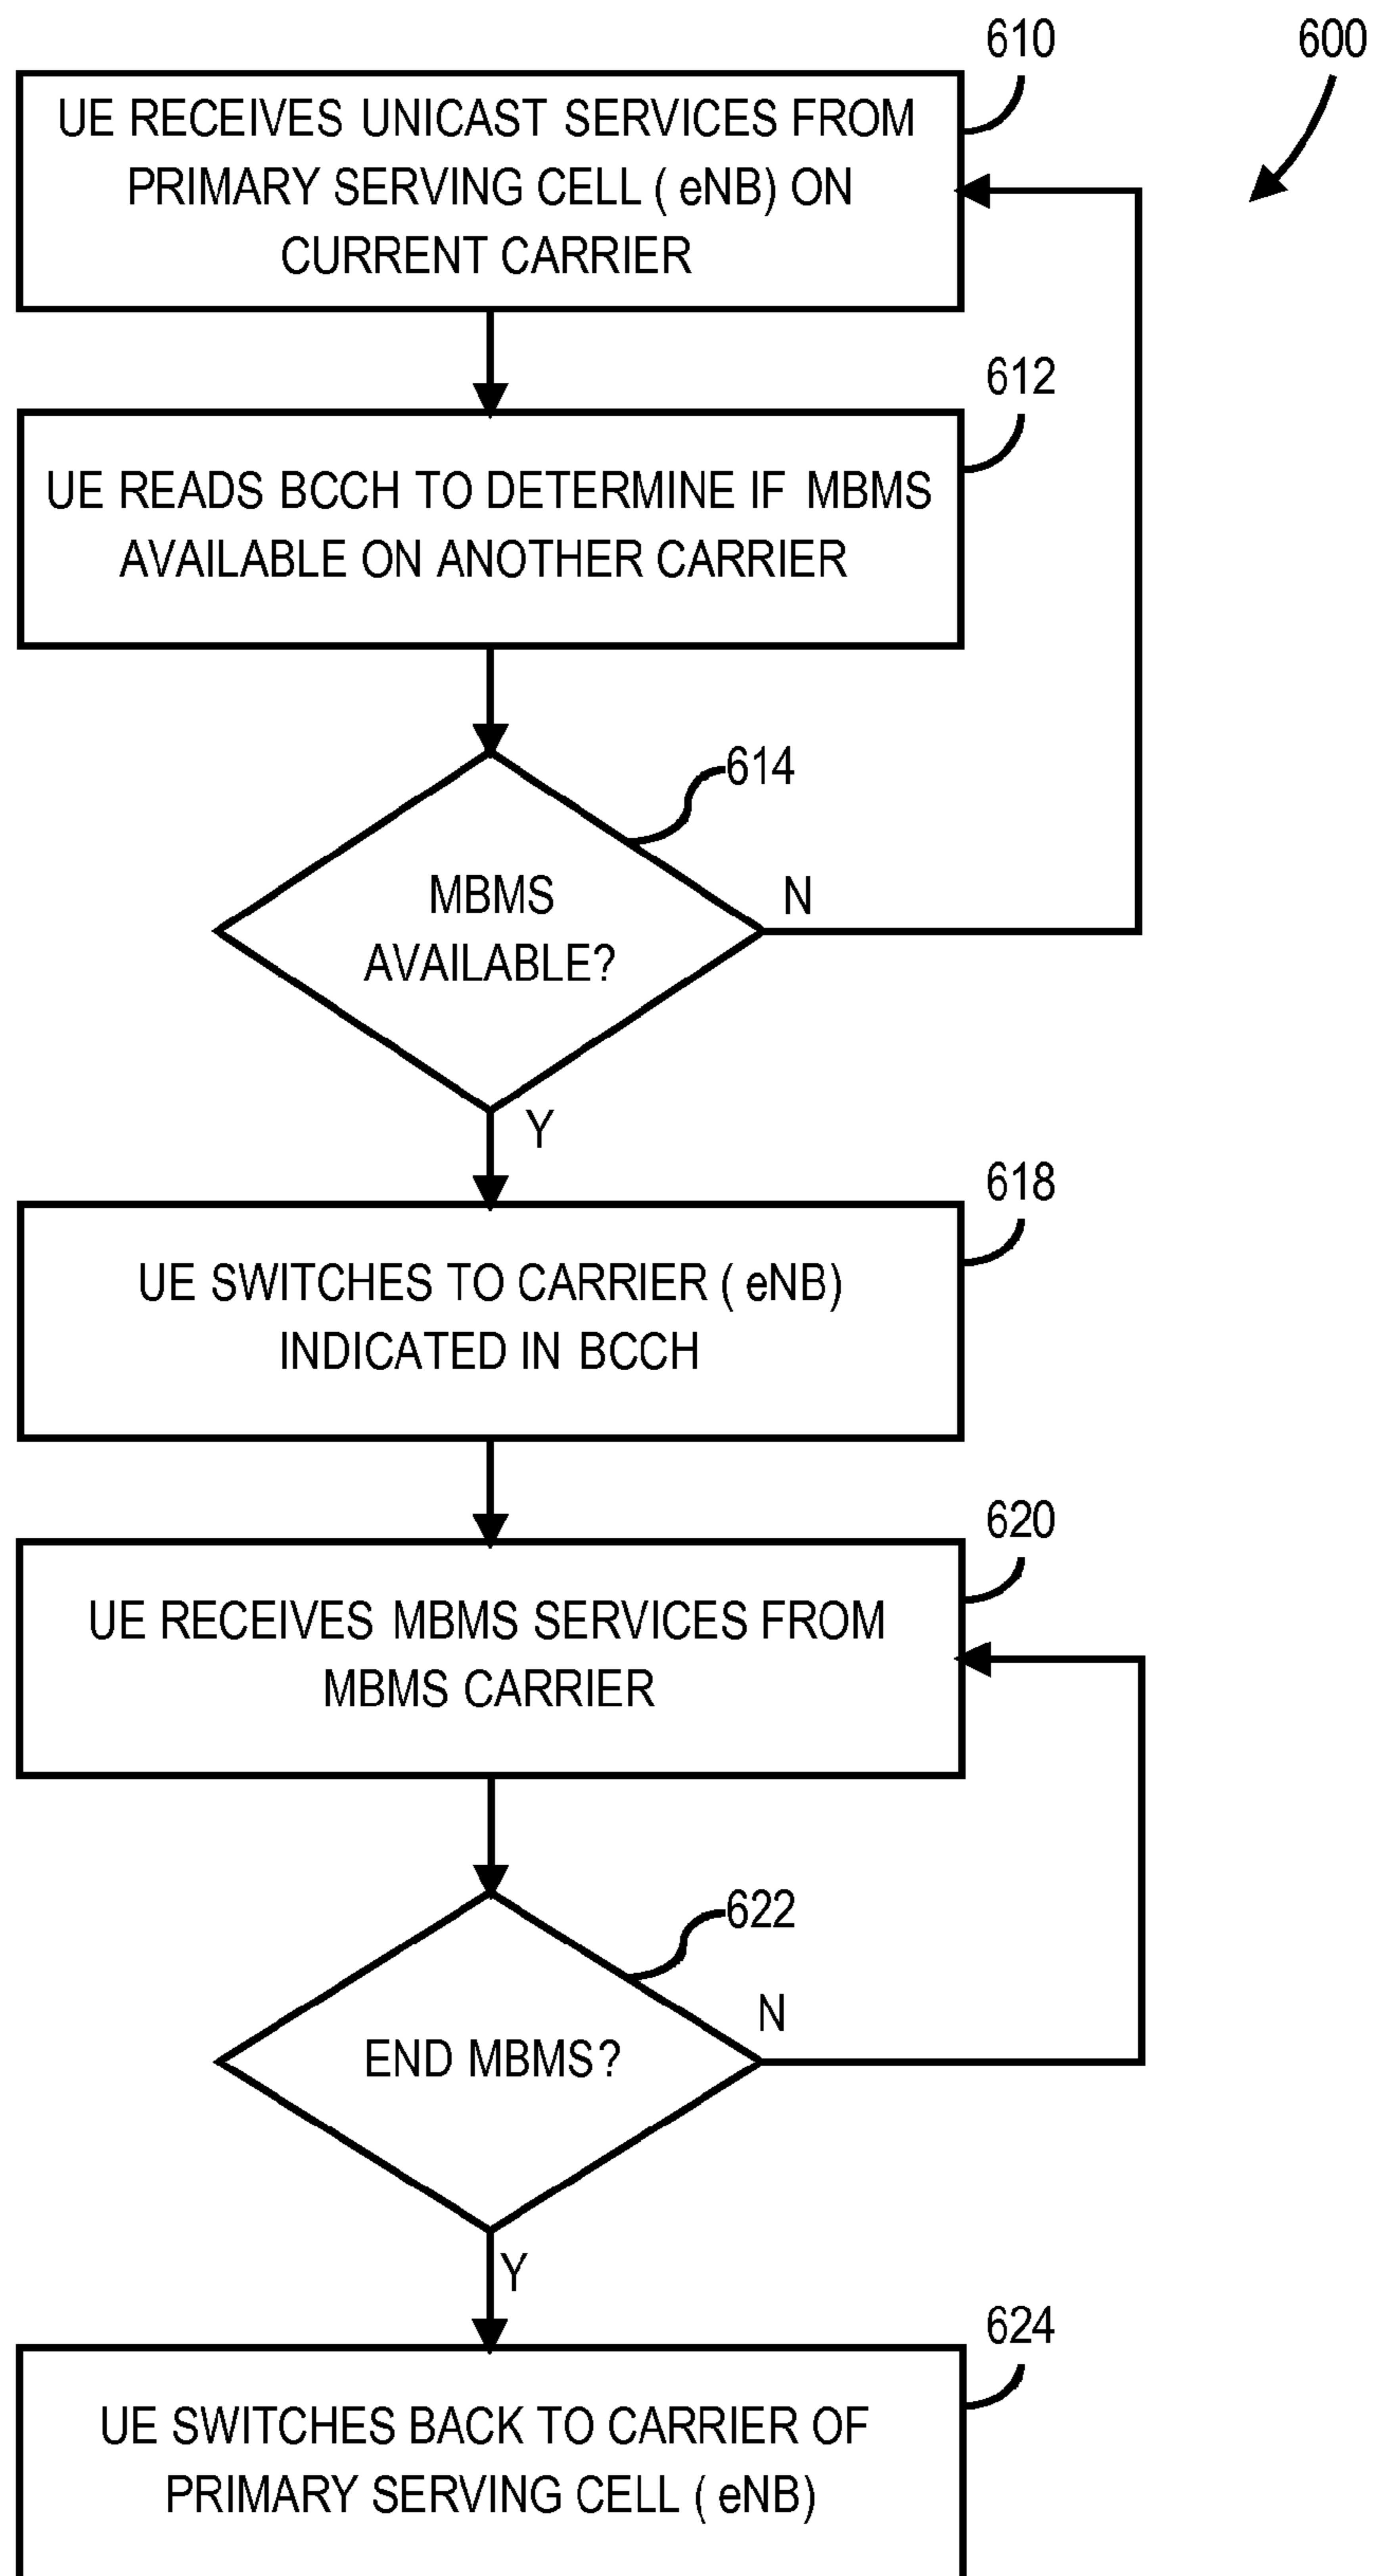 610
600
UE RECEIVES UNICAST SERVICES FROM
PRIMARY SERVING CELL ( eNB) ON
CURRENT CARRIER
612
UE READS BCCH TO DETERMINE IF MBMS
AVAILABLE ON ANOTHER CARRIER
614
MBMS
AVAILABLE?
N
Y
618
UE SWITCHES TO CARRIER ( eNB)
INDICATED IN BCCH
620
UE RECEIVES MBMS SERVICES FROM
MBMS CARRIER
622
END MBMS?
N
Y
624
UE SWITCHES BACK TO CARRIER OF
PRIMARY SERVING CELL ( eNB)